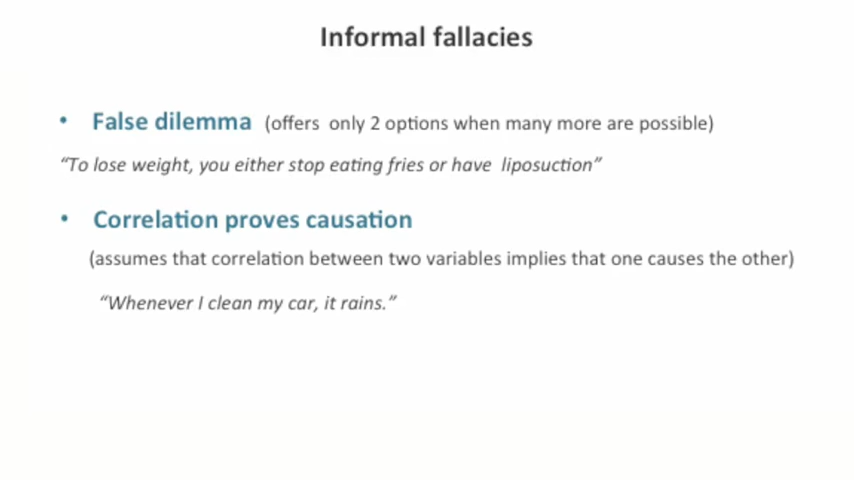 Informal fallacies
• False dilemma (offers only 2 options when many more are possible)
“To lose weight, you either stop eating fries or have liposuction”
• Correlation proves causation
(assumes that correlation between two variables implies that one causes the other)
“Whenever I clean my car, it rains.”